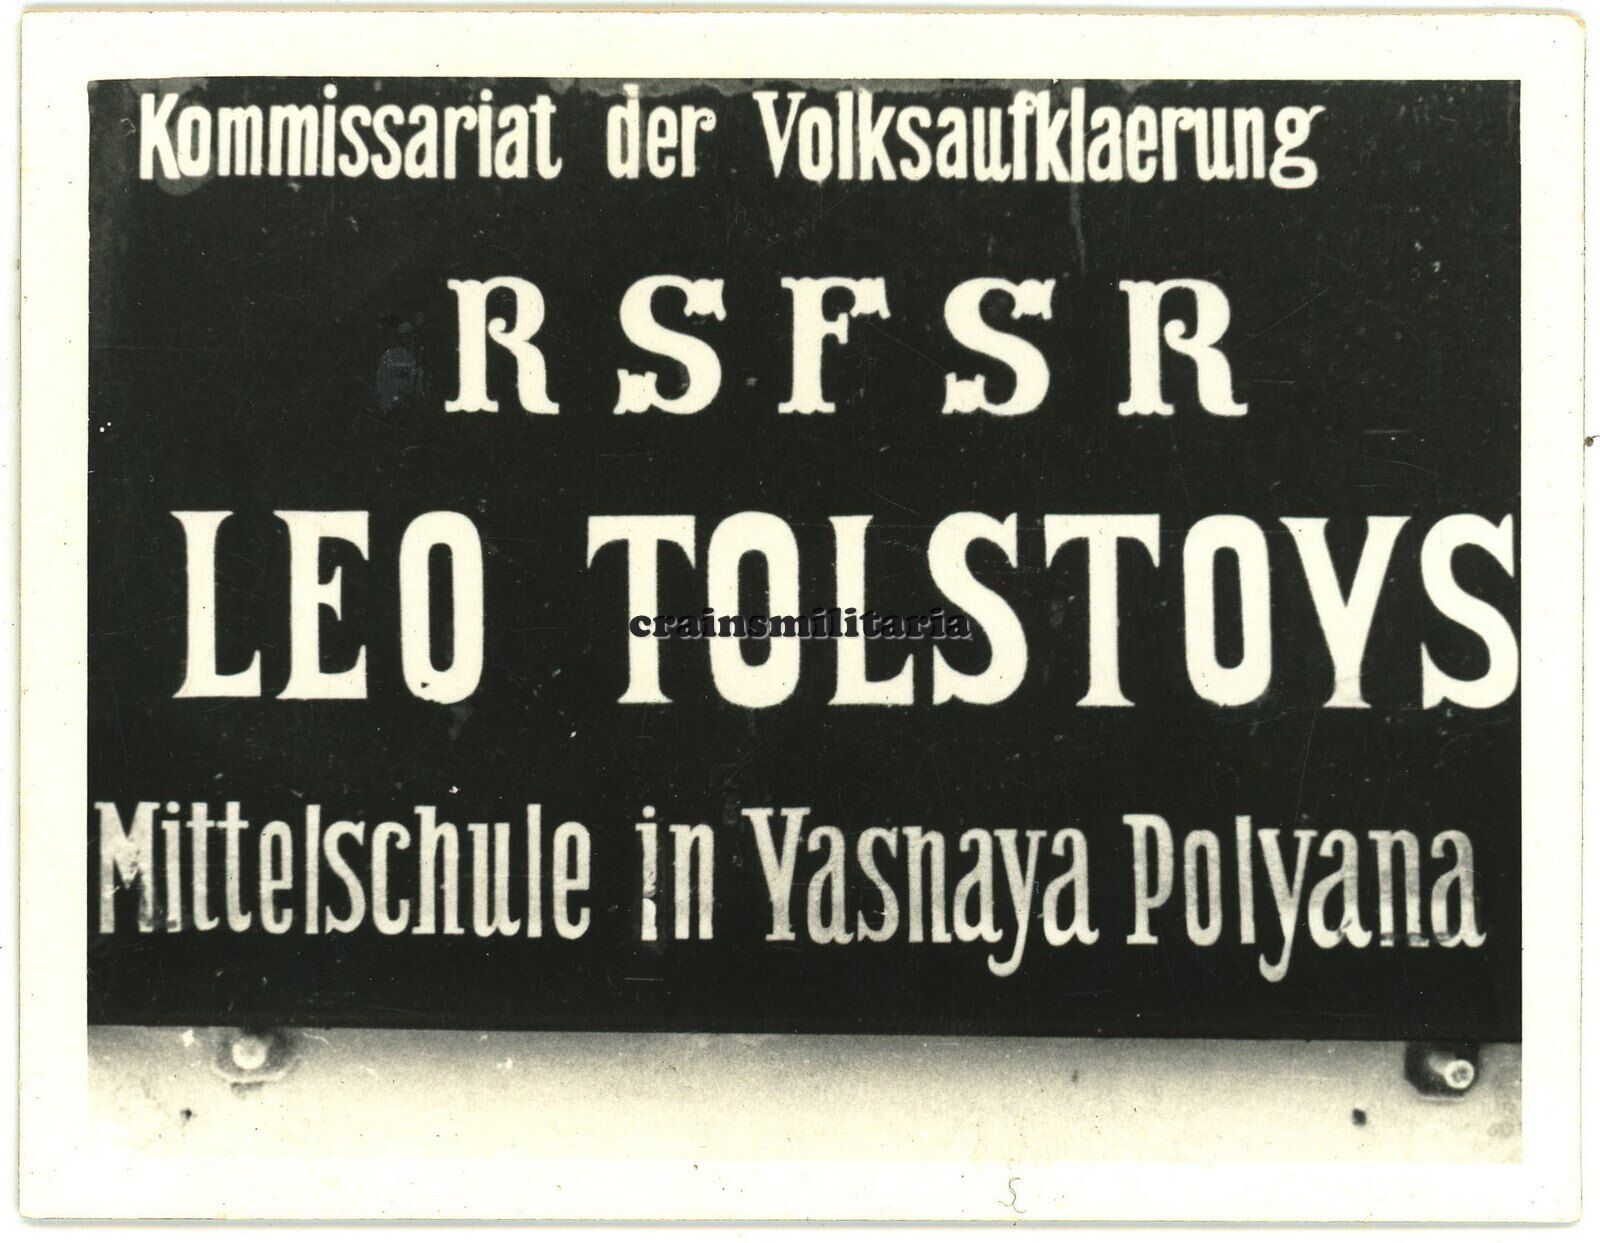 Kommissariat der Volksaufklaerung
RSFSR
LEO TOLSTOYS
crainsmilitaria
Mittelschule in Yasnaya Polyana